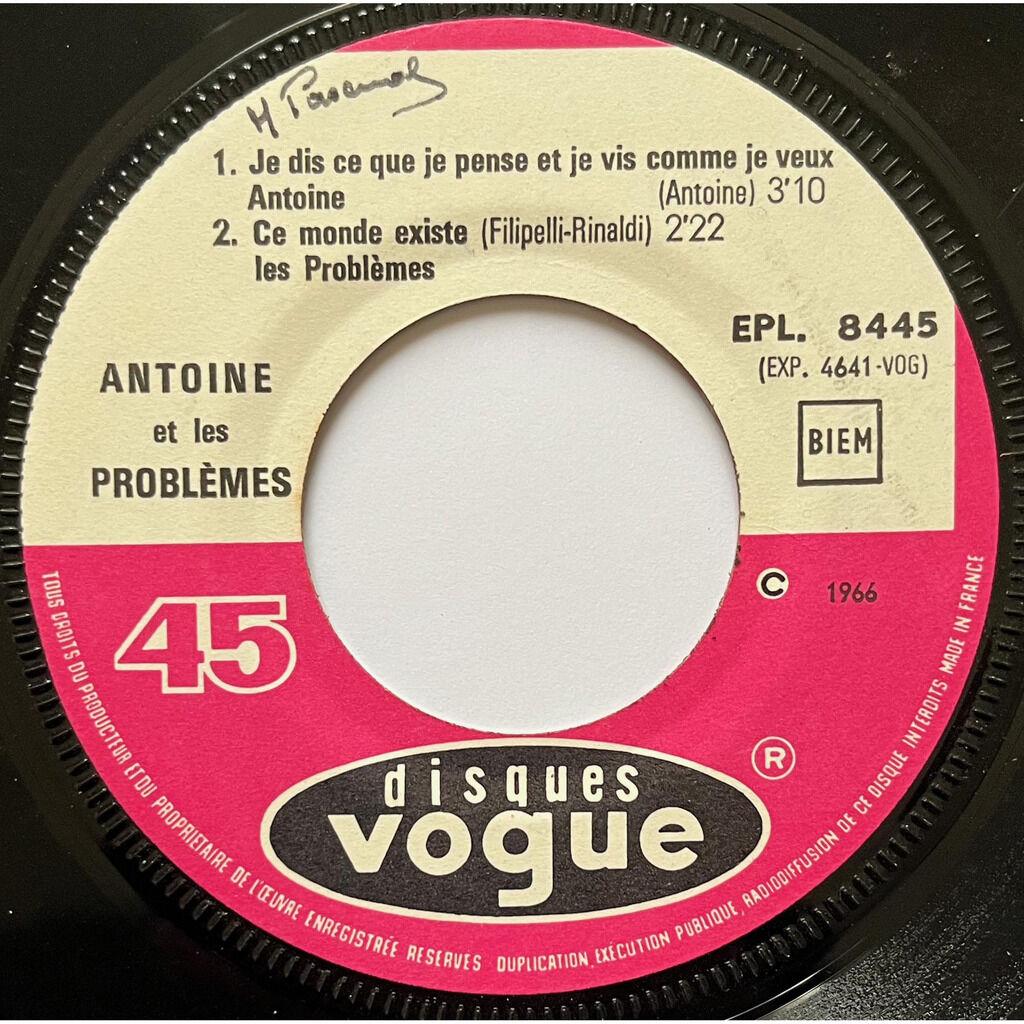 1. Je dis ce que je pense et je vis comme je veux
Antoine (Antoine) 3'10
2. Ce monde existe (Filipelli-Rinaldi) 2'22
les Problèmes
EPL. 8445
(EXP. 4641-VOG)
BIEM
ANTOINE
et les
PROBLÈMES
45
© 1966
®
disques
vogue
TOUS DROITS DU PRODUCTEUR ET DU PROPRIETAIRE DE L'ŒUVRE ENREGISTRÉE RESERVES DUPLICATION, EXÉCUTION PUBLIQUE, RADIODIFFUSION DE CE DISQUE INTERDITS MADE IN FRANCE